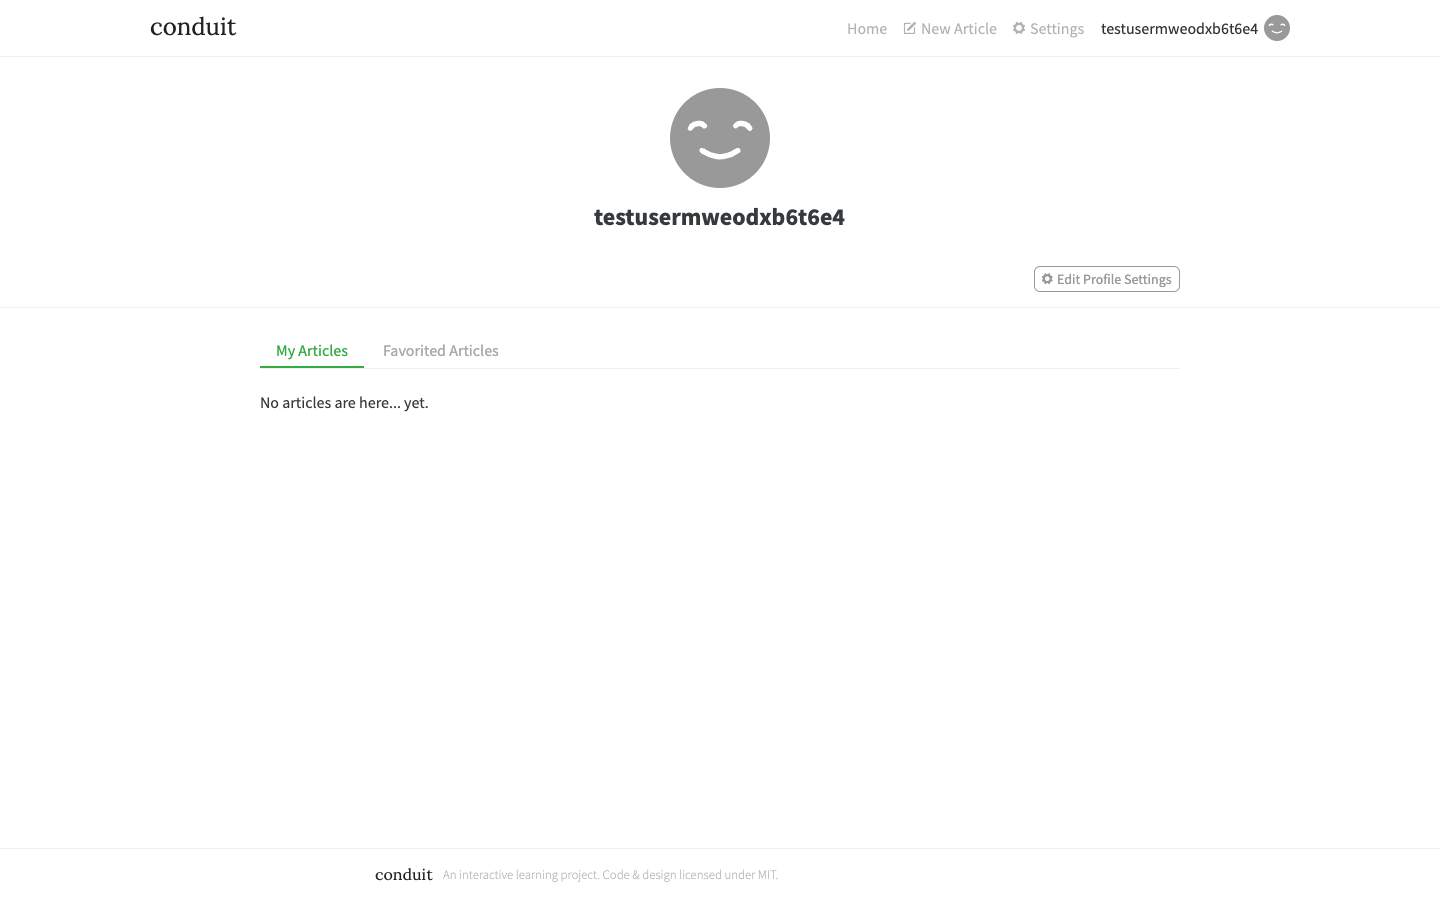 conduit
Home New Article Settings testusermweodxb6t6e4
testusermweodxb6t6e4
Edit Profile Settings
My Articles Favorited Articles
No articles are here... yet.
conduit An interactive learning project. Code & design licensed under MIT.